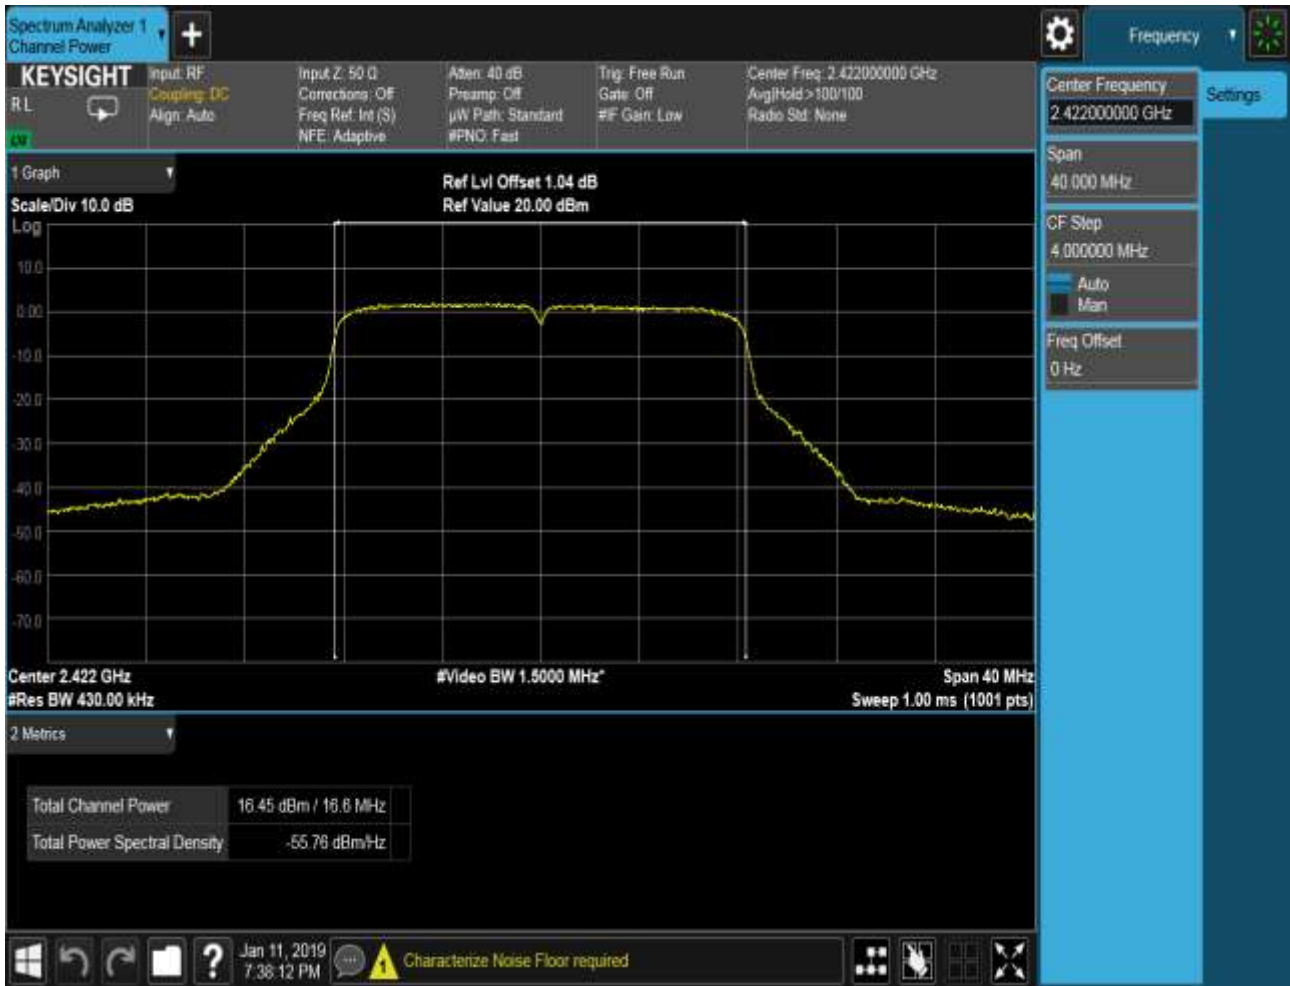 Spectrum Analyzer 1
Channel Power
+
Frequency
KEYSIGHT
R L
Input: RF
Coupling: DC
Align: Auto
Input Z: 50 Ω
Corrections: Off
Freq Ref: Int (S)
NFE: Adaptive
Atten: 40 dB
Preamp: Off
µW Path: Standard
#PNO: Fast
Trig: Free Run
Gate: Off
#IF Gain: Low
Center Freq: 2.422000000 GHz
Avg|Hold:>100/100
Radio Std: None
Center Frequency
2.422000000 GHz
Settings
Span
40.000 MHz
CF Step
4.000000 MHz
Auto
Man
Freq Offset
0 Hz
1 Graph
Scale/Div 10.0 dB
Ref Lvl Offset 1.04 dB
Ref Value 20.00 dBm
Log
10.0
0.00
-10.0
-20.0
-30.0
-40.0
-50.0
-60.0
-70.0
Center 2.422 GHz
#Video BW 1.5000 MHz*
Span 40 MHz
#Res BW 430.00 kHz
Sweep 1.00 ms (1001 pts)
2 Metrics
Total Channel Power 16.45 dBm / 16.6 MHz
Total Power Spectral Density -55.76 dBm/Hz
?
Jan 11, 2019
7:38:12 PM
1
Characterize Noise Floor required